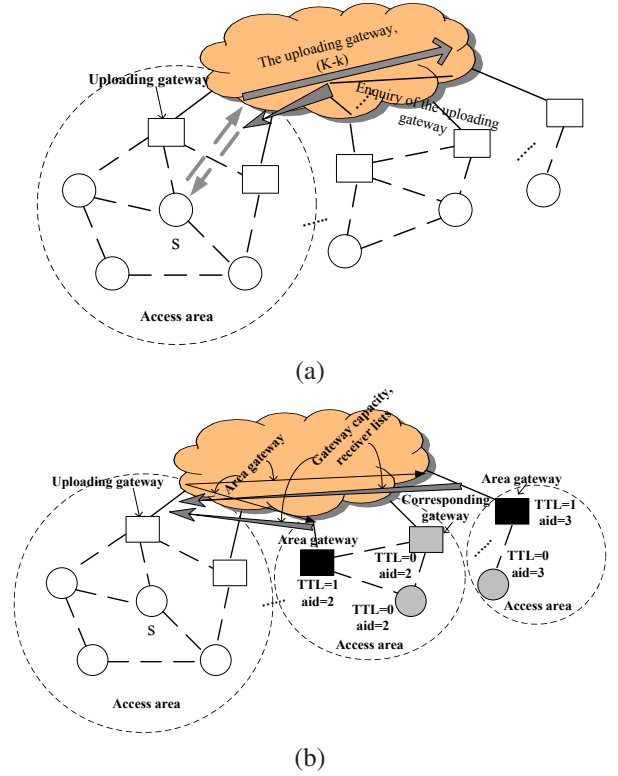 The uploading gateway,
(K-k)
Uploading gateway
Enquiry of the uploading
gateway
S
Access area
(a)
Gateway capacity,
receiver lists
Area gateway
Uploading gateway
Area gateway
Corresponding
gateway
TTL=1
aid=3
Area gateway
TTL=0
aid=2
TTL=0
aid=3
TTL=1
aid=2
TTL=0
aid=2
Access area
Access area
S
Access area
(b)